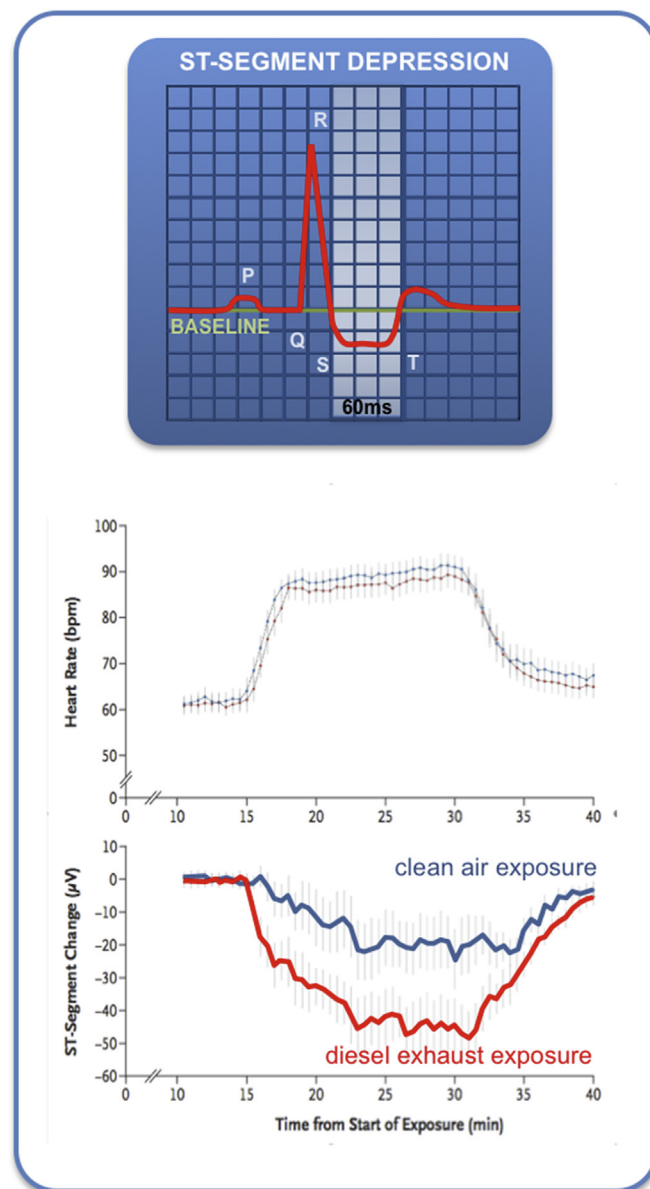 ST-SEGMENT DEPRESSION
R
P
BASELINE
Q
S
T
60ms
Heart Rate (bpm)
100
90
80
70
60
50
0
0 10 15 20 25 30 35 40
ST-Segment Change (µV)
10
0
-10
-20
-30
-40
-50
-60
clean air exposure
diesel exhaust exposure
0 10 15 20 25 30 35 40
Time from Start of Exposure (min)